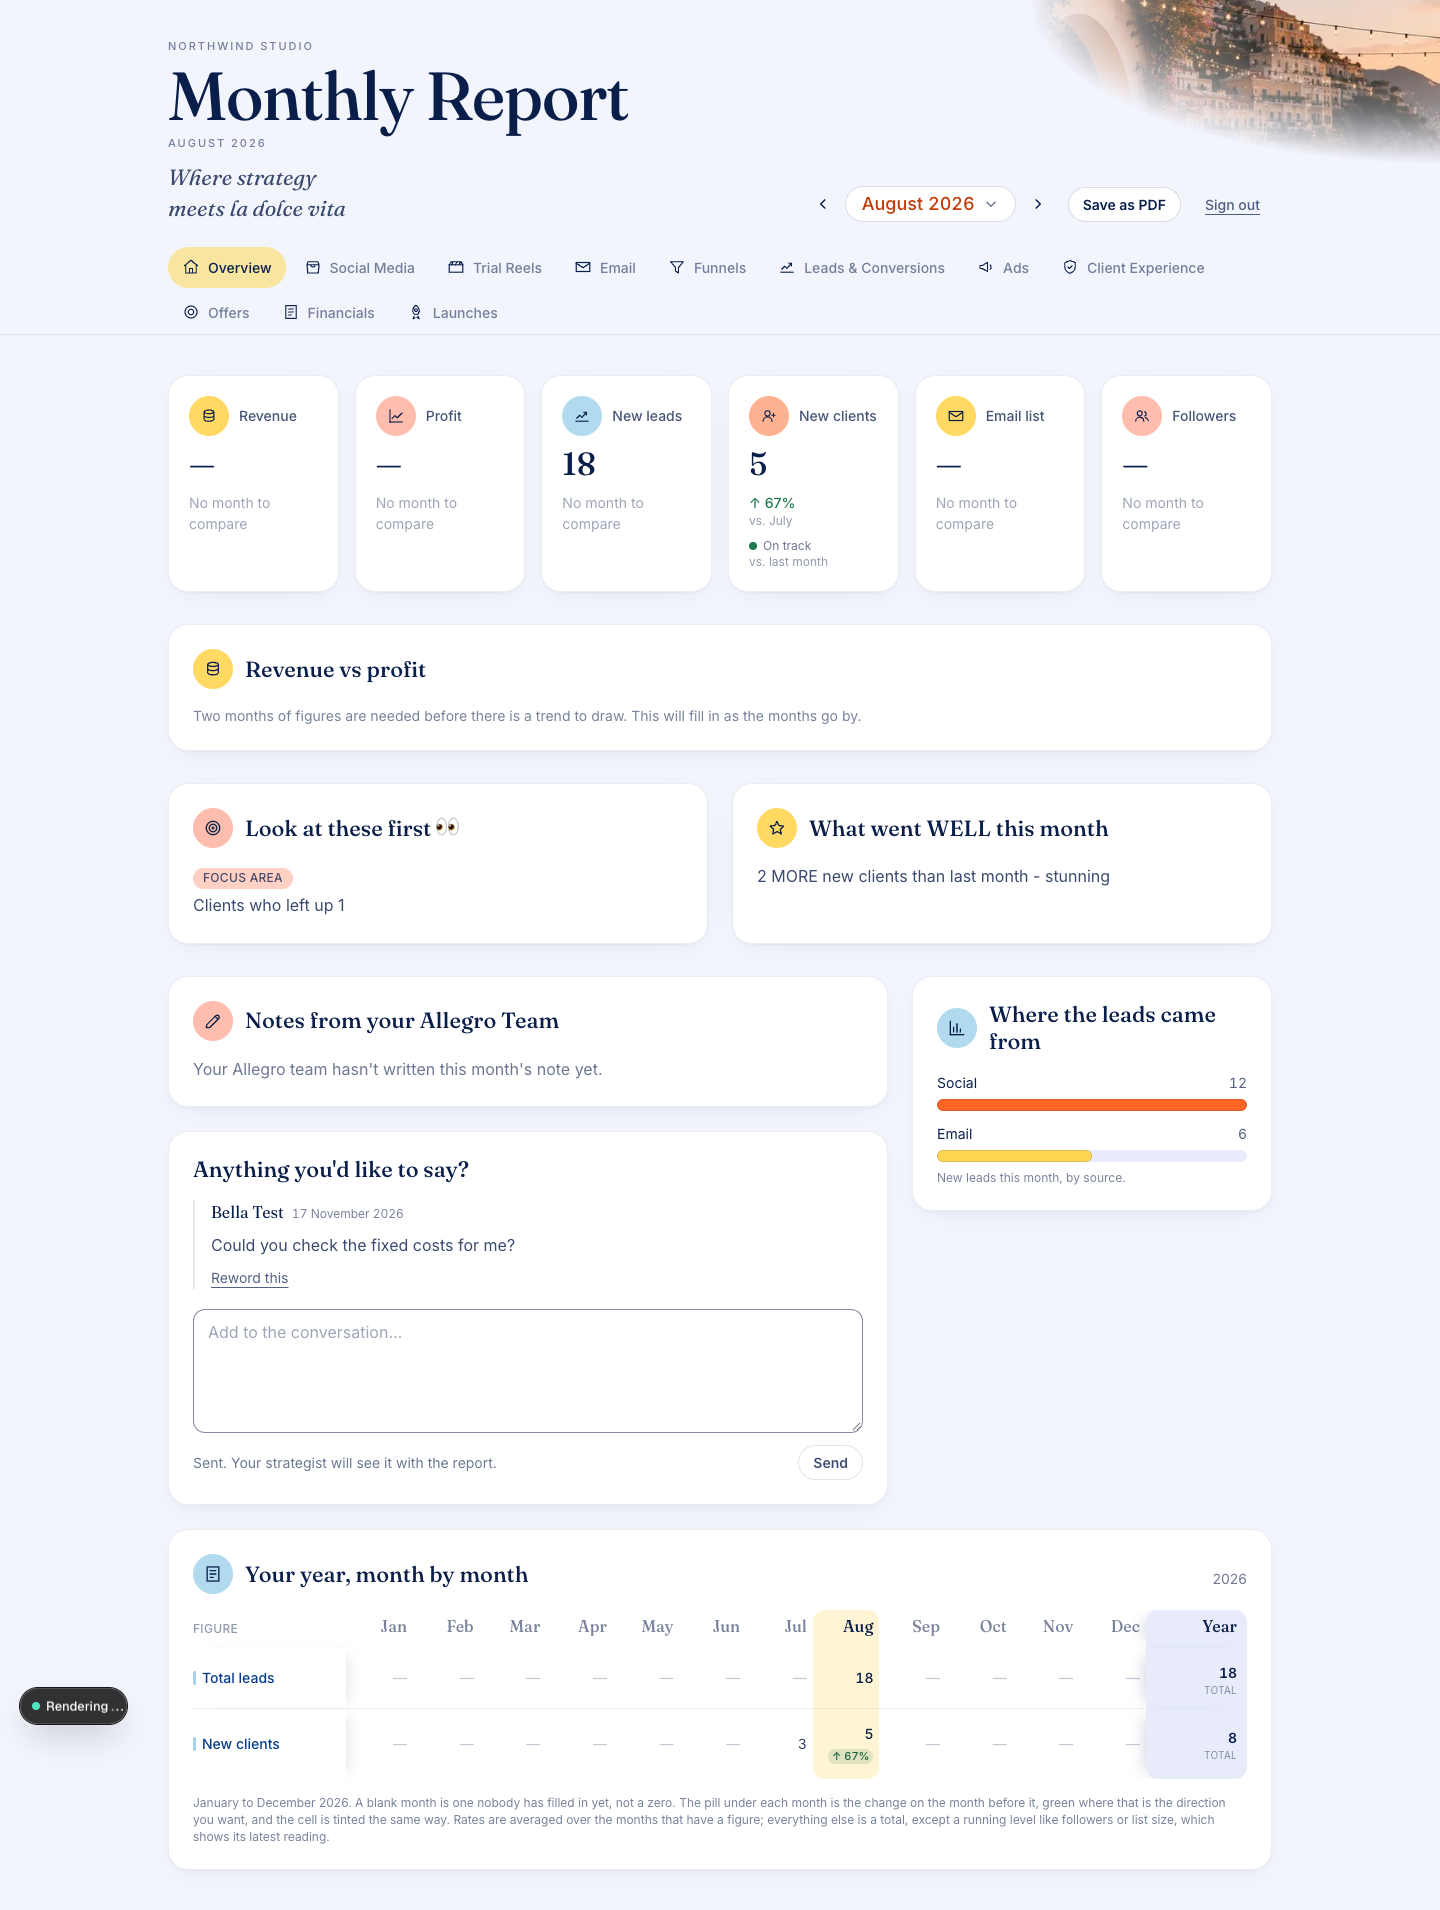 NORTHWIND STUDIO
Monthly Report
AUGUST 2026
Where strategy
meets la dolce vita
August 2026
Save as PDF
Sign out
Overview
Social Media
Trial Reels
Email
Funnels
Leads & Conversions
Ads
Client Experience
Offers
Financials
Launches
Revenue
—
No month to
compare
Profit
—
No month to
compare
New leads
18
No month to
compare
New clients
5
↑ 67%
vs. July
On track
vs. last month
Email list
—
No month to
compare
Followers
—
No month to
compare
Revenue vs profit
Two months of figures are needed before there is a trend to draw. This will fill in as the months go by.
Look at these first 👀
FOCUS AREA
Clients who left up 1
What went WELL this month
2 MORE new clients than last month - stunning
Notes from your Allegro Team
Your Allegro team hasn't written this month's note yet.
Where the leads came
from
Social 12
Email 6
New leads this month, by source.
Anything you'd like to say?
Bella Test 17 November 2026
Could you check the fixed costs for me?
Reword this
Add to the conversation...
Sent. Your strategist will see it with the report.
Send
Your year, month by month
2026
FIGURE Jan Feb Mar Apr May Jun Jul Aug Sep Oct Nov Dec Year
Total leads — — — — — — — 18 — — — — 18
TOTAL
New clients — — — — — — 3 5 — — — — 8
↑ 67% TOTAL
January to December 2026. A blank month is one nobody has filled in yet, not a zero. The pill under each month is the change on the month before it, green where that is the direction
you want, and the cell is tinted the same way. Rates are averaged over the months that have a figure; everything else is a total, except a running level like followers or list size, which
shows its latest reading.
Rendering ...